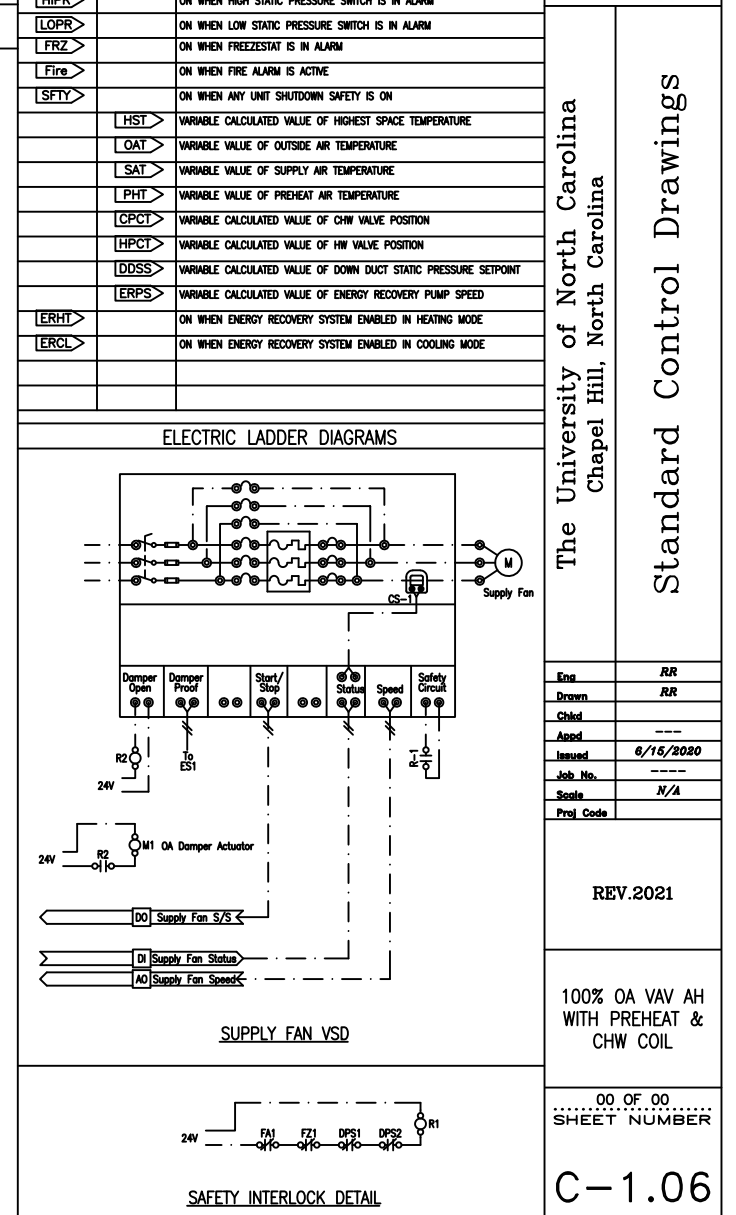 HIPR ON WHEN HIGH STATIC PRESSURE SWITCH IS IN ALARM
LOPR ON WHEN LOW STATIC PRESSURE SWITCH IS IN ALARM
FRZ ON WHEN FREEZESTAT IS IN ALARM
Fire ON WHEN FIRE ALARM IS ACTIVE
SFTY ON WHEN ANY UNIT SHUTDOWN SAFETY IS ON
HST VARIABLE CALCULATED VALUE OF HIGHEST SPACE TEMPERATURE
OAT VARIABLE VALUE OF OUTSIDE AIR TEMPERATURE
SAT VARIABLE VALUE OF SUPPLY AIR TEMPERATURE
PHT VARIABLE VALUE OF PREHEAT AIR TEMPERATURE
CPCT VARIABLE CALCULATED VALUE OF CHW VALVE POSITION
HPCT VARIABLE CALCULATED VALUE OF HW VALVE POSITION
DDSS VARIABLE CALCULATED VALUE OF DOWN DUCT STATIC PRESSURE SETPOINT
ERPS VARIABLE CALCULATED VALUE OF ENERGY RECOVERY PUMP SPEED
ERHT ON WHEN ENERGY RECOVERY SYSTEM ENABLED IN HEATING MODE
ERCL ON WHEN ENERGY RECOVERY SYSTEM ENABLED IN COOLING MODE
ELECTRIC LADDER DIAGRAMS
M
Supply Fan
CS-1
Damper Open
Damper Proof
Start/ Stop
Status
Speed
Safety Circuit
R2
24V
To ES1
R-1
24V
R2
M1 OA Damper Actuator
DO Supply Fan S/S
DI Supply Fan Status
AO Supply Fan Speed
SUPPLY FAN VSD
24V
FA1 FZ1 DPS1 DPS2
R1
SAFETY INTERLOCK DETAIL
The University of North Carolina
Chapel Hill, North Carolina
Standard Control Drawings
Eng RR
Drawn RR
Chkd
Appd ---
Issued 6/15/2020
Job No. ----
Scale N/A
Proj Code
REV.2021
100% OA VAV AH
WITH PREHEAT &
CHW COIL
00 OF 00
SHEET NUMBER
C-1.06